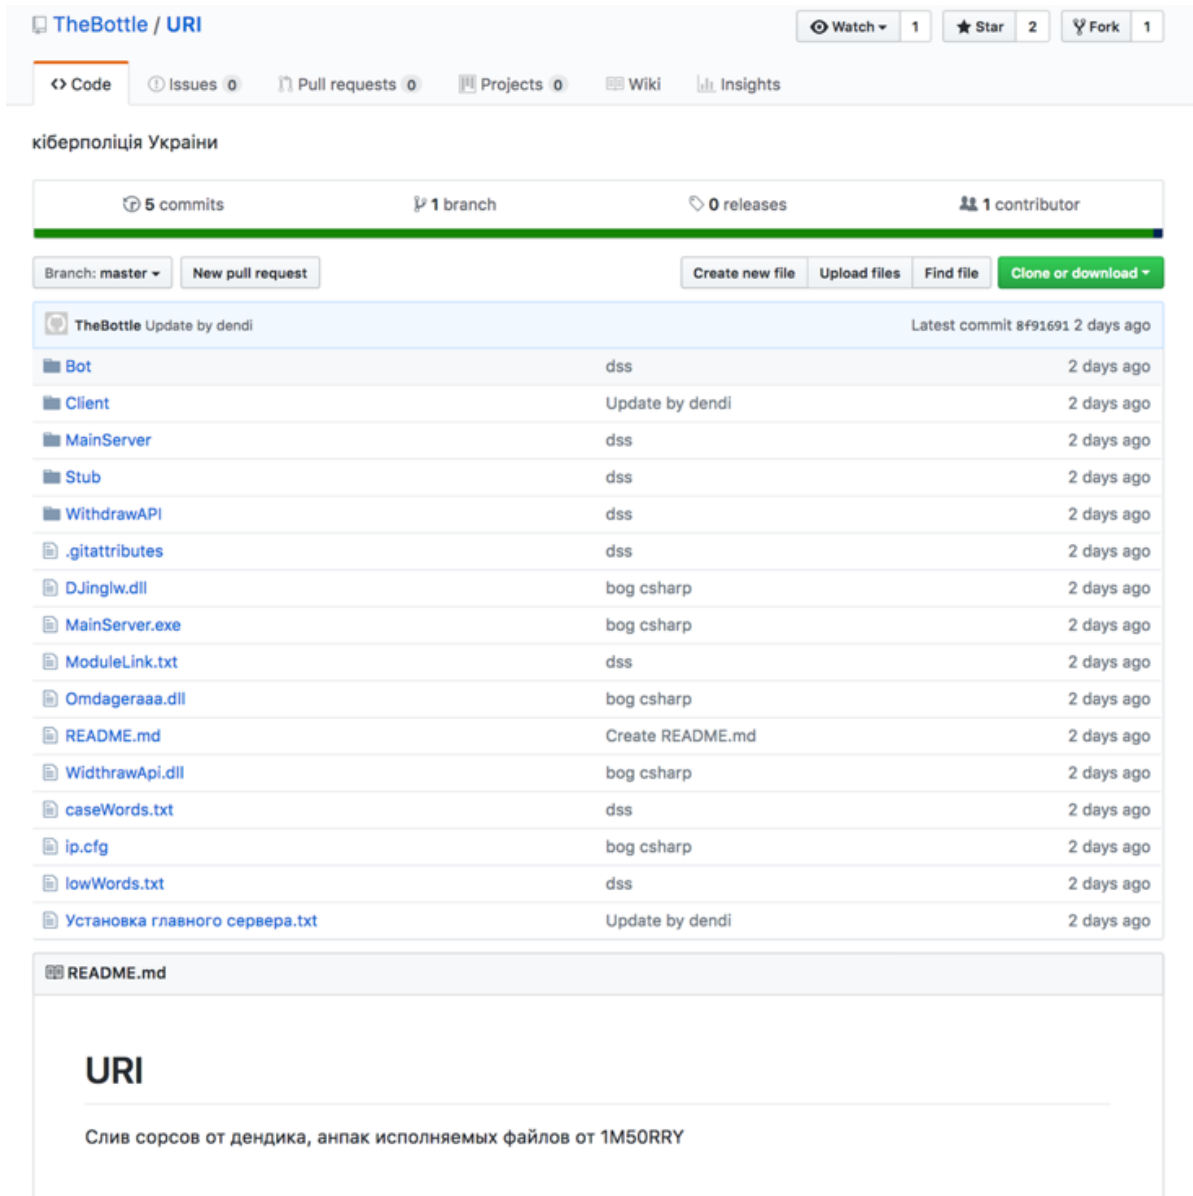 TheBottle / URI Watch 1 Star 2 Fork 1
Code Issues 0 Pull requests 0 Projects 0 Wiki Insights
кіберполіція України
5 commits 1 branch 0 releases 1 contributor
Branch: master New pull request Create new file Upload files Find file Clone or download
TheBottle Update by dendi Latest commit 8f91691 2 days ago
Bot dss 2 days ago
Client Update by dendi 2 days ago
MainServer dss 2 days ago
Stub dss 2 days ago
WithdrawAPI dss 2 days ago
.gitattributes dss 2 days ago
DJinglw.dll bog csharp 2 days ago
MainServer.exe bog csharp 2 days ago
ModuleLink.txt dss 2 days ago
Omdageraaa.dll bog csharp 2 days ago
README.md Create README.md 2 days ago
WidthrawApi.dll bog csharp 2 days ago
caseWords.txt dss 2 days ago
ip.cfg bog csharp 2 days ago
lowWords.txt dss 2 days ago
Установка главного сервера.txt Update by dendi 2 days ago
README.md
URI
Слив сорсов от дендика, анпак исполняемых файлов от 1M50RRY